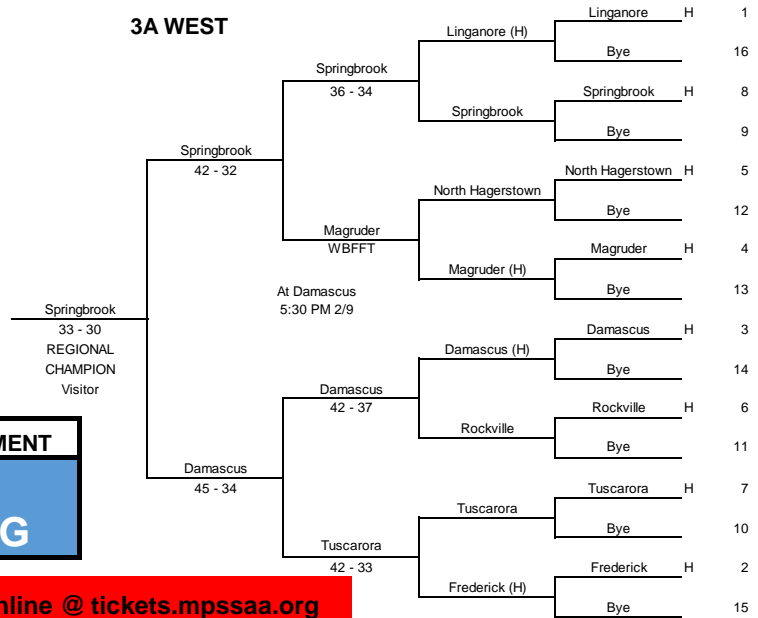 3A WEST
Linganore H 1
Linganore (H)
Bye 16
Springbrook
36 - 34
Springbrook H 8
Springbrook
Bye 9
Springbrook
42 - 32
North Hagerstown H 5
North Hagerstown
Bye 12
Magruder
WBFFT
Magruder H 4
Magruder (H)
Bye 13
At Damascus
5:30 PM 2/9
Springbrook
33 - 30
REGIONAL
CHAMPION
Visitor
Damascus H 3
Damascus (H)
Bye 14
Damascus
42 - 37
Rockville H 6
Rockville
Bye 11
Damascus
45 - 34
Tuscarora H 7
Tuscarora
Bye 10
Tuscarora
42 - 33
Frederick H 2
Frederick (H)
Bye 15
MENT
G
nline @ tickets.mpssaa.org